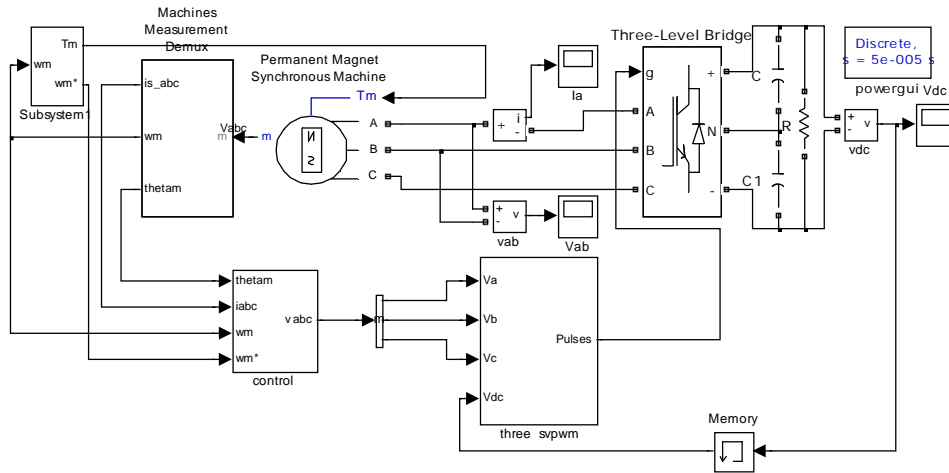 Machines
Measurement
Demux
Subsystem1
Tm
wm
wm*
is_abc
wm
thetam
Vabc
m
m
Permanent Magnet
Synchronous Machine
Tm
N
S
A
B
C
+
-
i
Ia
+
-
v
vab
Vab
Three-Level Bridge
g
A
B
C
+
N
-
C
C1
R
Discrete,
s = 5e-005 s
powergui
Vdc
+
-
v
vdc
thetam
iabc
wm
wm*
vabc
control
m
Va
Vb
Vc
Vdc
Pulses
three svpwm
Memory